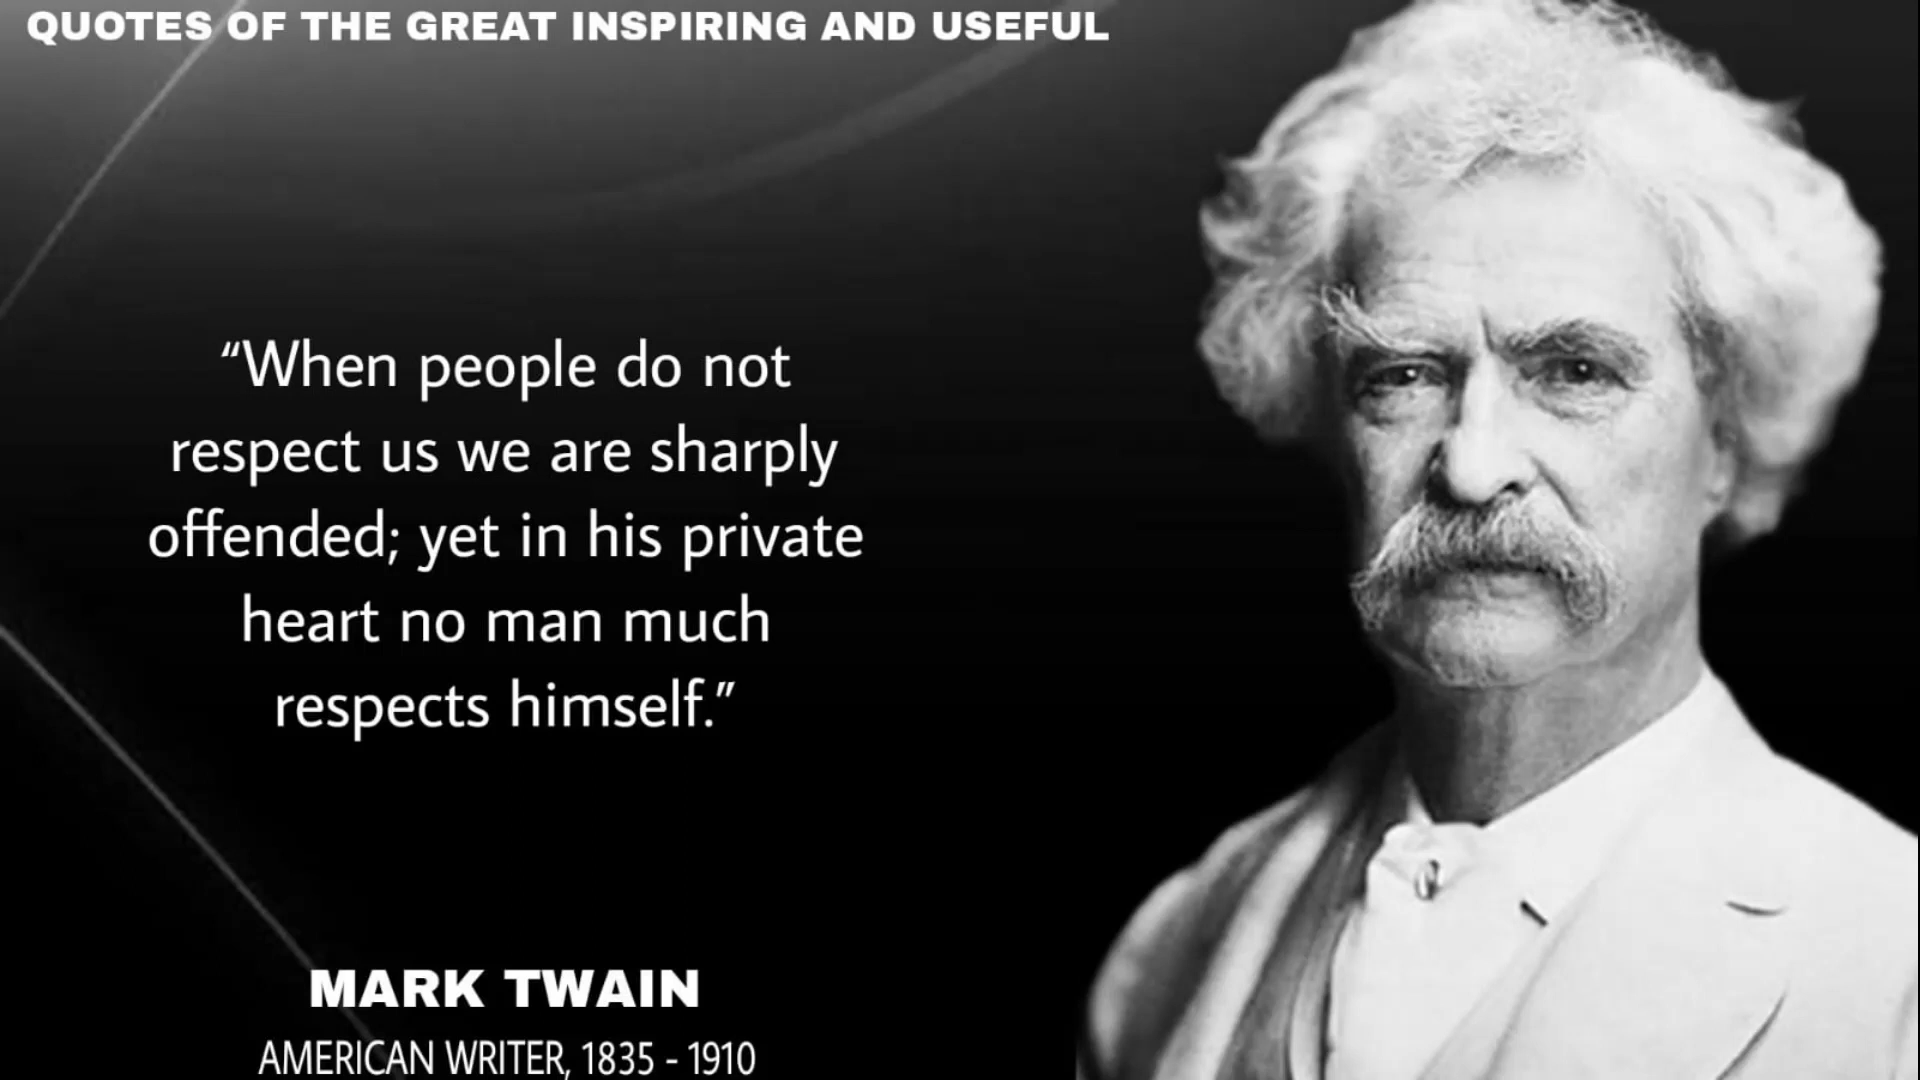 QUOTES OF THE GREAT INSPIRING AND USEFUL
“When people do not
respect us we are sharply
offended; yet in his private
heart no man much
respects himself.”
MARK TWAIN
AMERICAN WRITER, 1835 - 1910